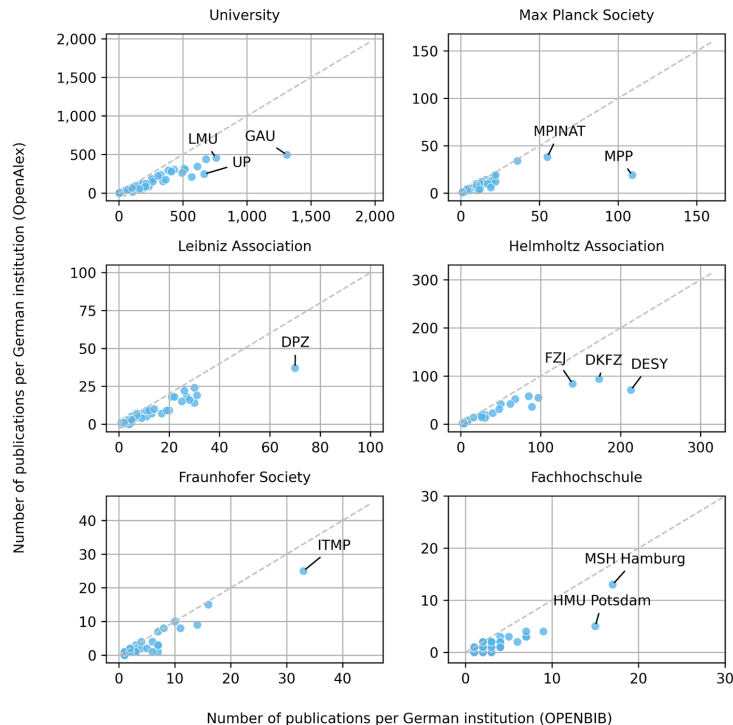 University
2,000
1,500
1,000
500
0
LMU
GAU
UP
0
500
1,000
1,500
2,000
Max Planck Society
150
100
50
0
MPINAT
MPP
0
50
100
150
Leibniz Association
100
75
50
25
0
DPZ
0
20
40
60
80
100
Helmholtz Association
300
200
100
0
FZJ
DKFZ
DESY
0
100
200
300
Fraunhofer Society
40
30
20
10
0
ITMP
0
10
20
30
40
Fachhochschule
30
20
10
0
MSH Hamburg
HMU Potsdam
0
10
20
30
Number of publications per German institution (OpenAlex)
Number of publications per German institution (OPENBIB)